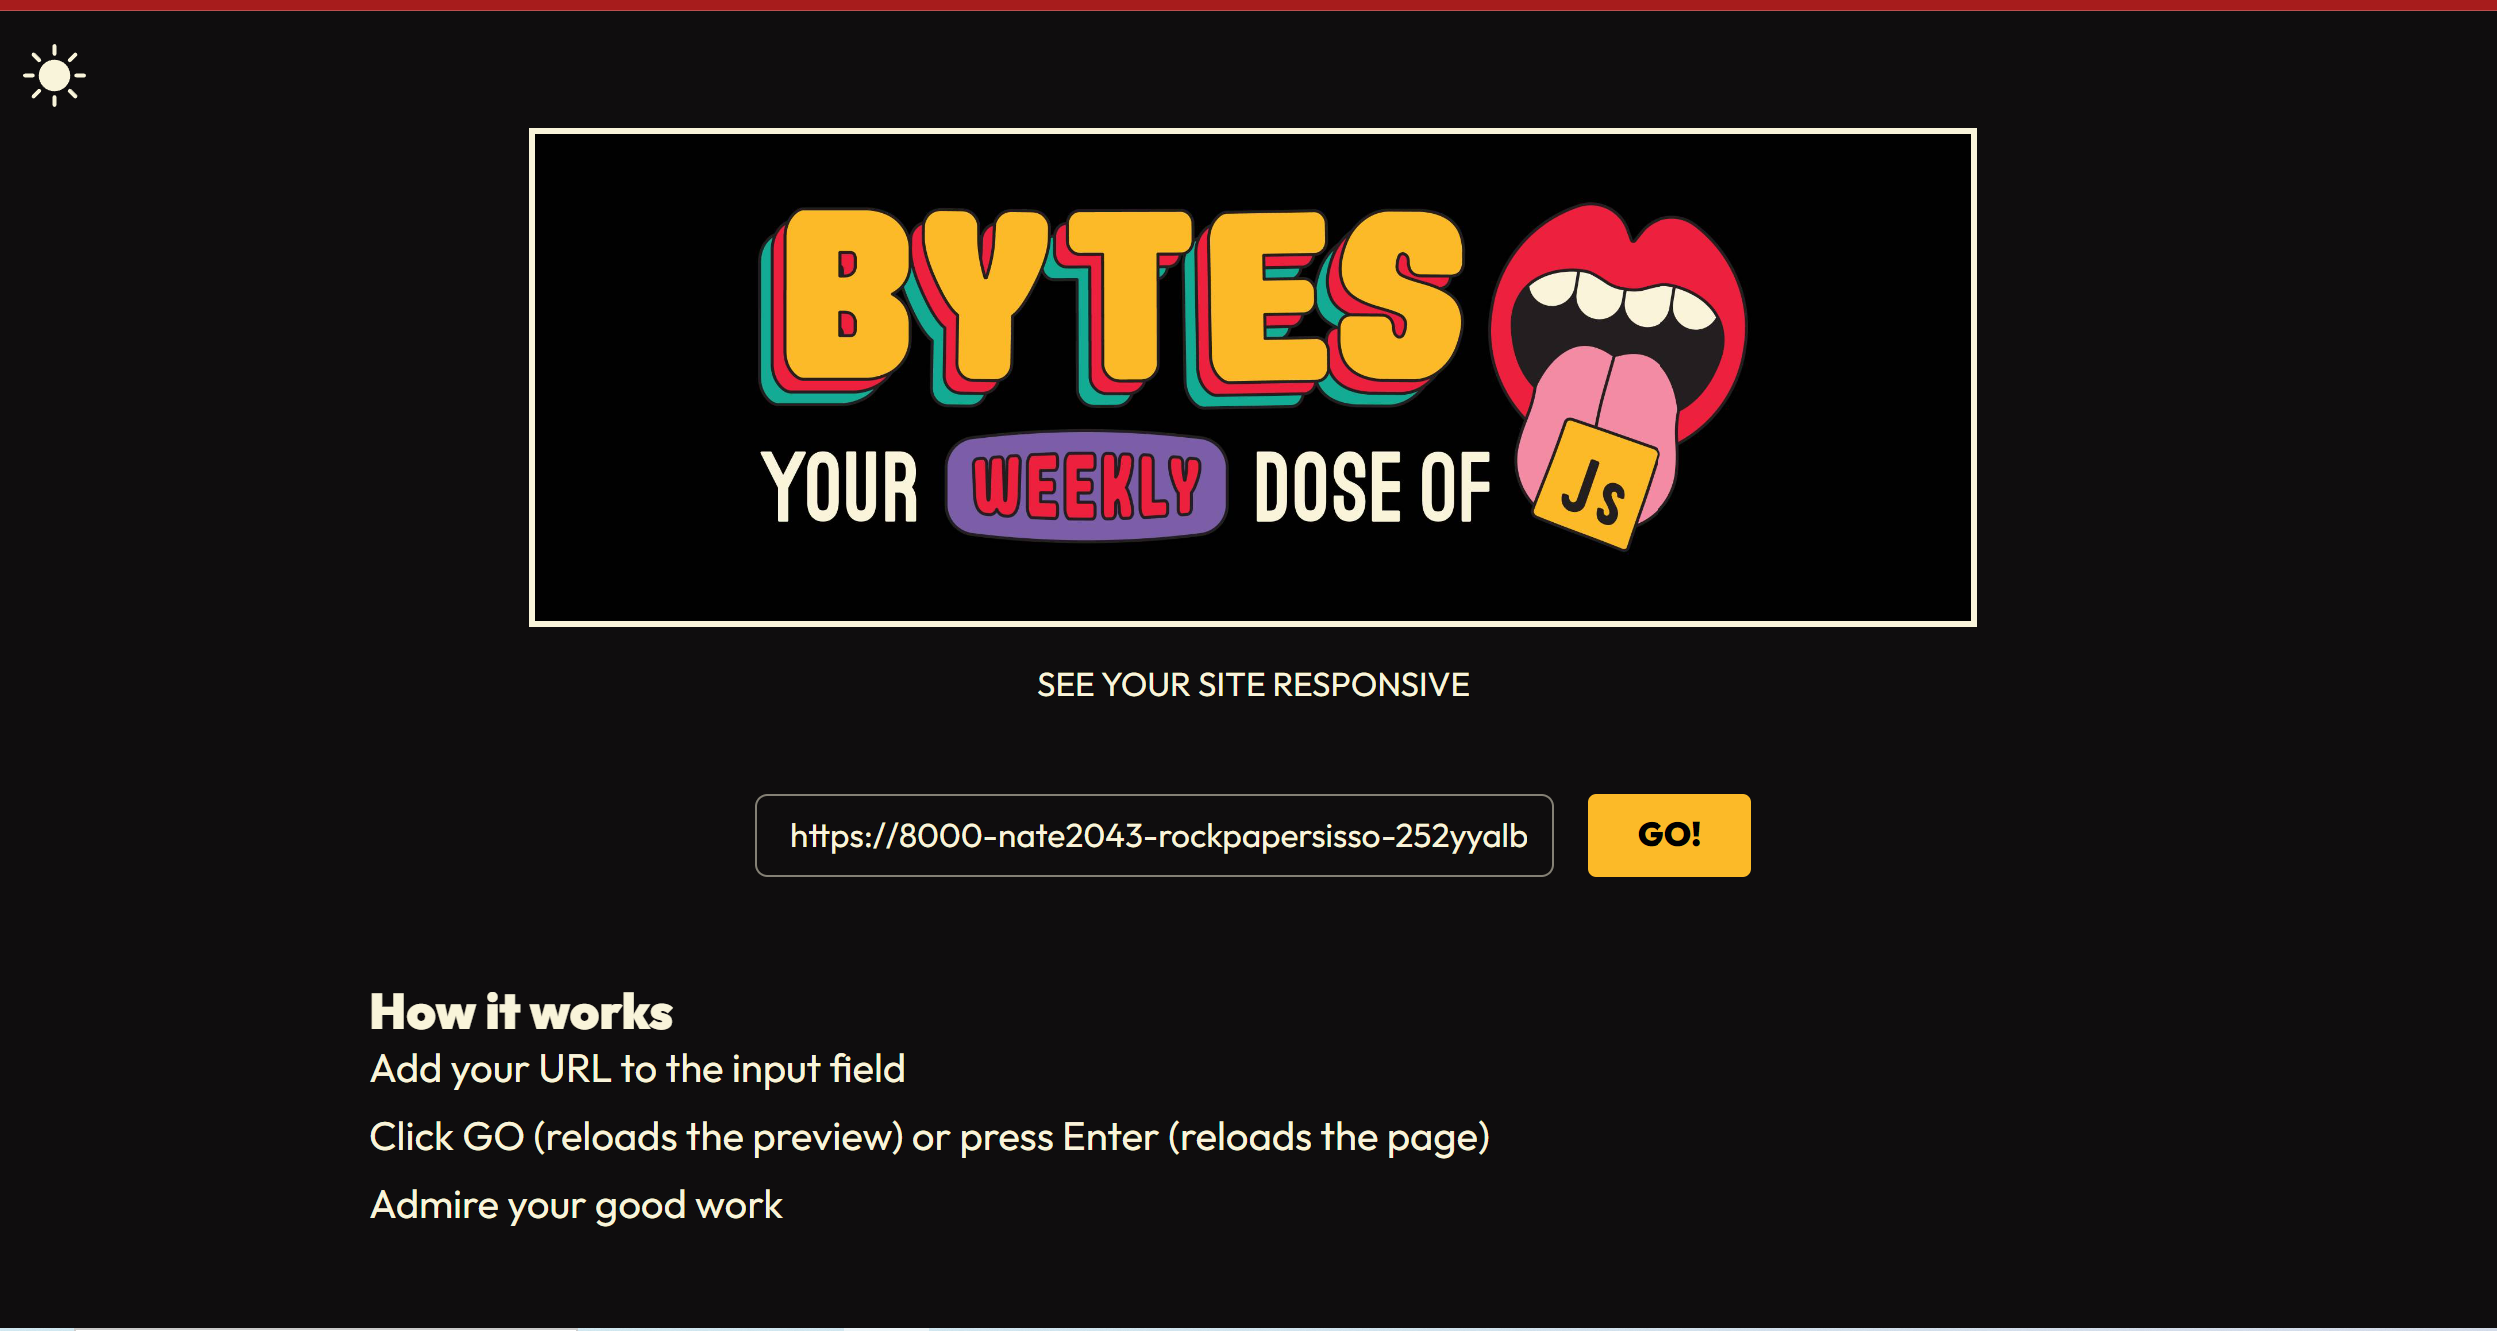 BYTES
YOUR WEEKLY DOSE OF
Js
SEE YOUR SITE RESPONSIVE
https://8000-nate2043-rockpapersisso-252yyalb
GO!
How it works
Add your URL to the input field
Click GO (reloads the preview) or press Enter (reloads the page)
Admire your good work